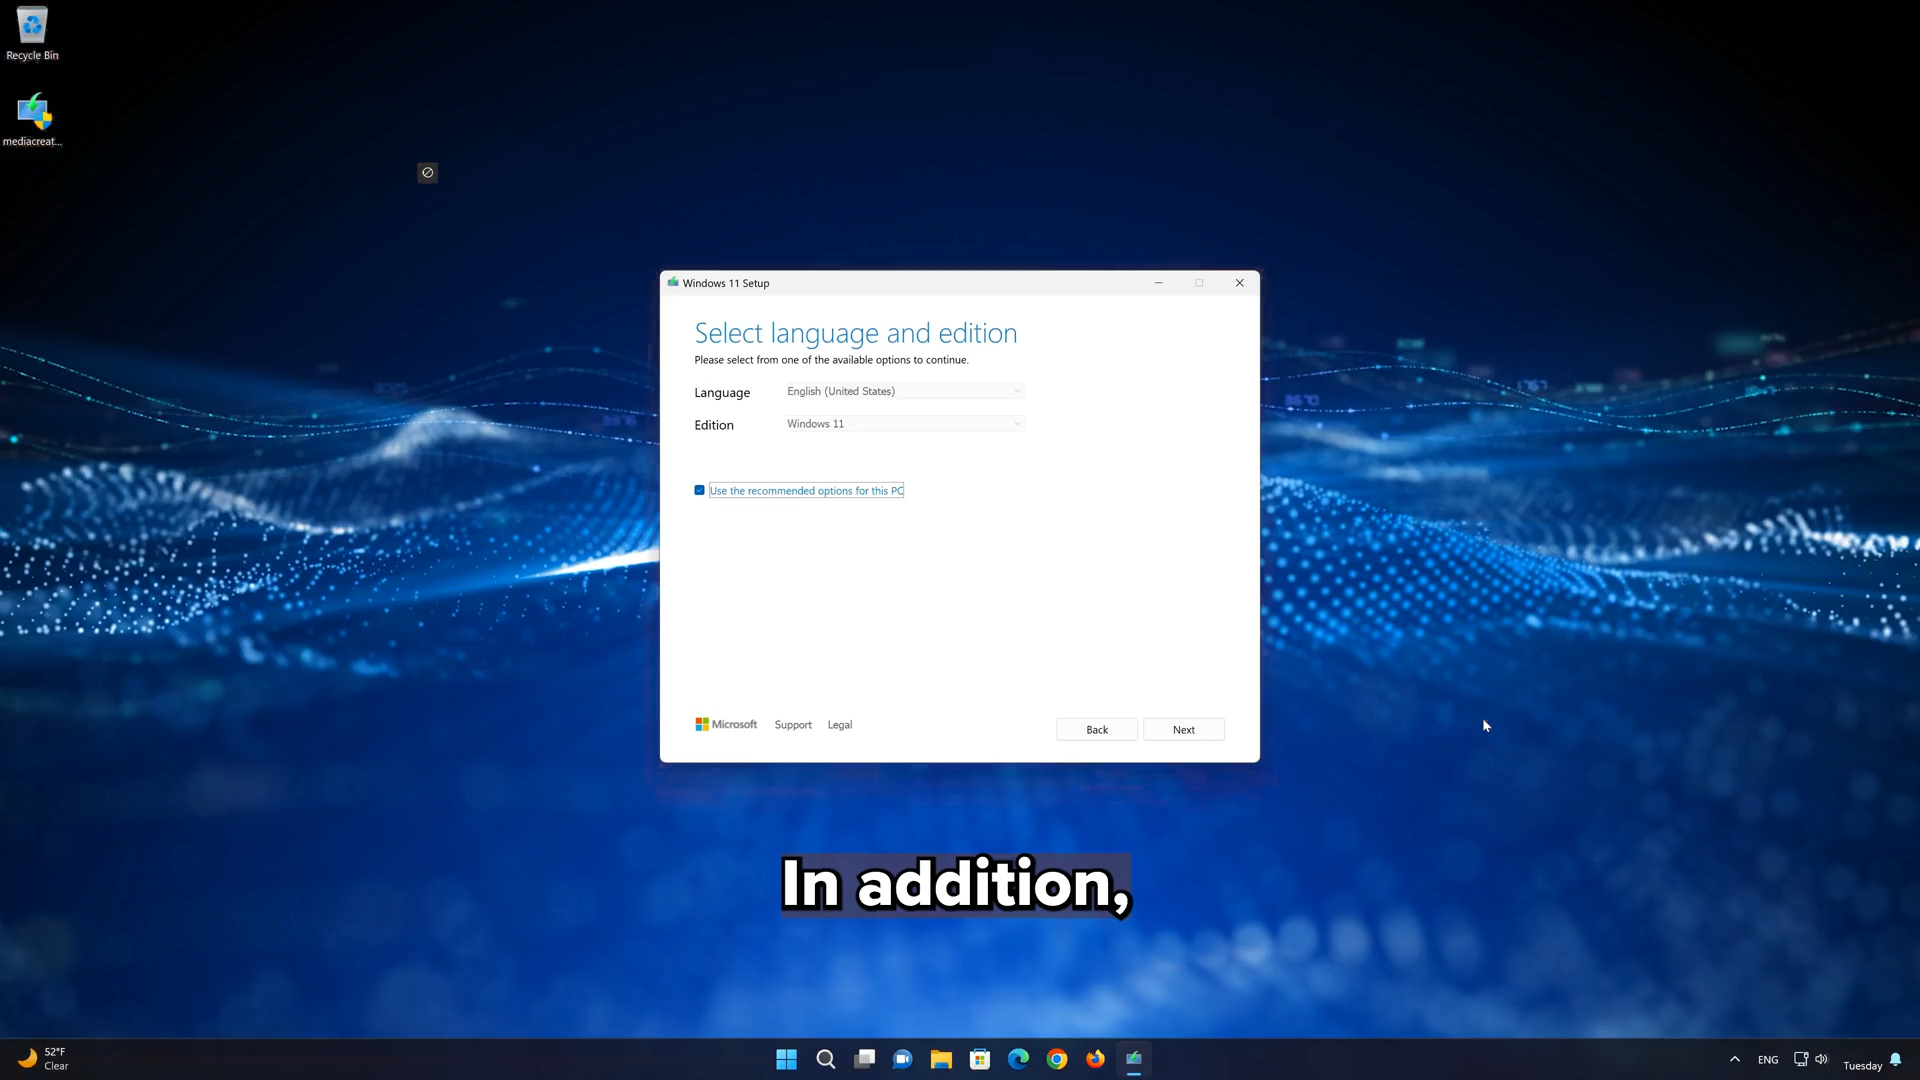 Recycle Bin
mediacreat...
Windows 11 Setup
Select language and edition
Please select from one of the available options to continue.
Language
English (United States)
Edition
Windows 11
Use the recommended options for this PC
Microsoft
Support
Legal
Back
Next
In addition,
52°F
Clear
ENG
Tuesday